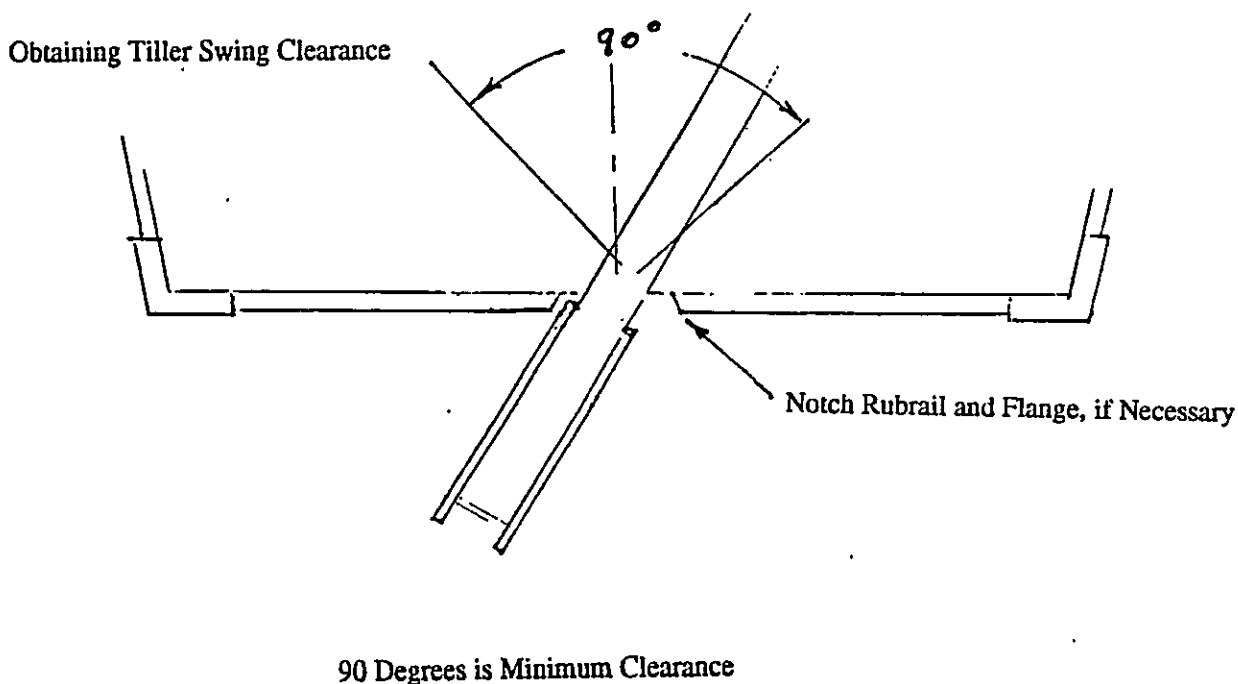 90°
Obtaining Tiller Swing Clearance
Notch Rubrail and Flange, if Necessary
90 Degrees is Minimum Clearance